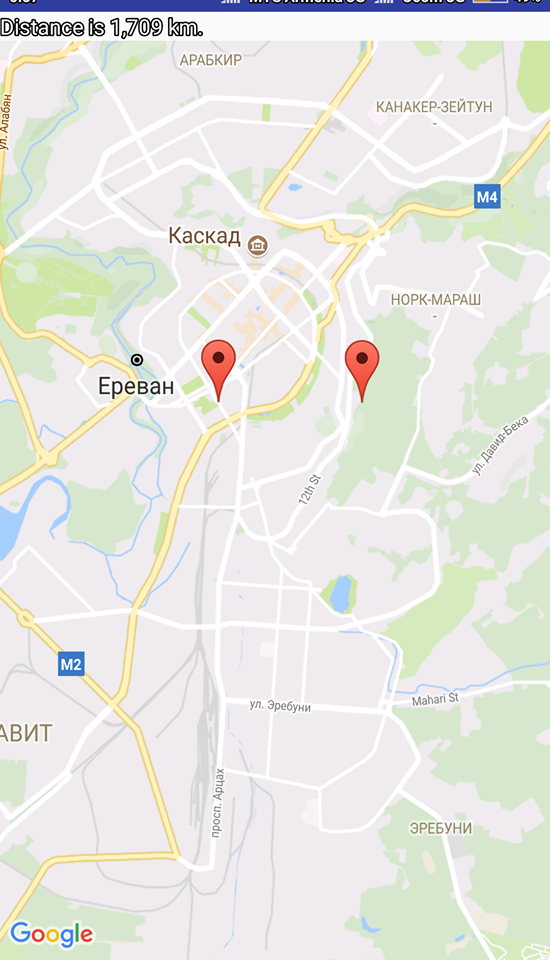 Distance is 1,709 km.
АРАБКИР
ул. Алабян
КАНАКЕР-ЗЕЙТУН
M4
Каскад
НОРК-МАРАШ
Ереван
ул. Давид-Бека
12th St
M2
ул. Эребуни
Mahari St
АВИТ
просп. Арцах
ЭРЕБУНИ
Google